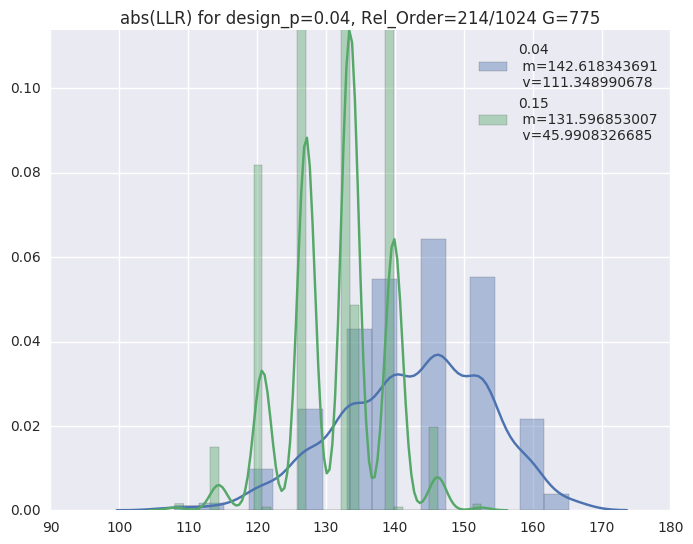 abs(LLR) for design_p=0.04, Rel_Order=214/1024 G=775
0.04
m=142.618343691
v=111.348990678
0.15
m=131.596853007
v=45.9908326685
0.10
0.08
0.06
0.04
0.02
0.00
90 100 110 120 130 140 150 160 170 180